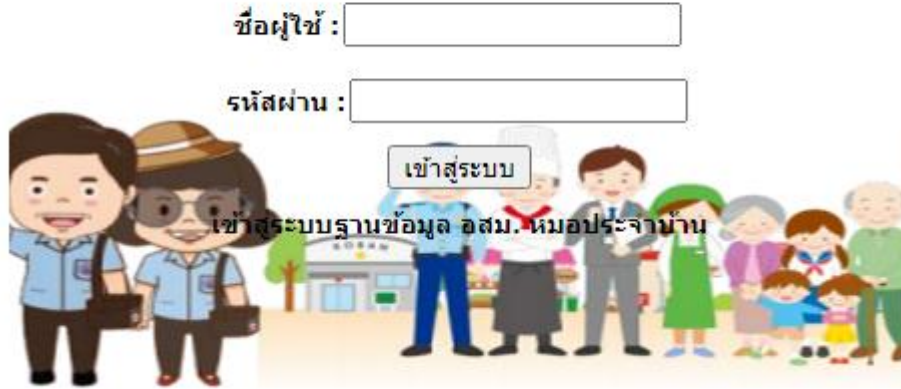 ชื่อผู้ใช้ :
รหัสผ่าน :
เข้าสู่ระบบ
เข้าสู่ระบบฐานข้อมูล อสม. หมอประจำบ้าน
KOBAN